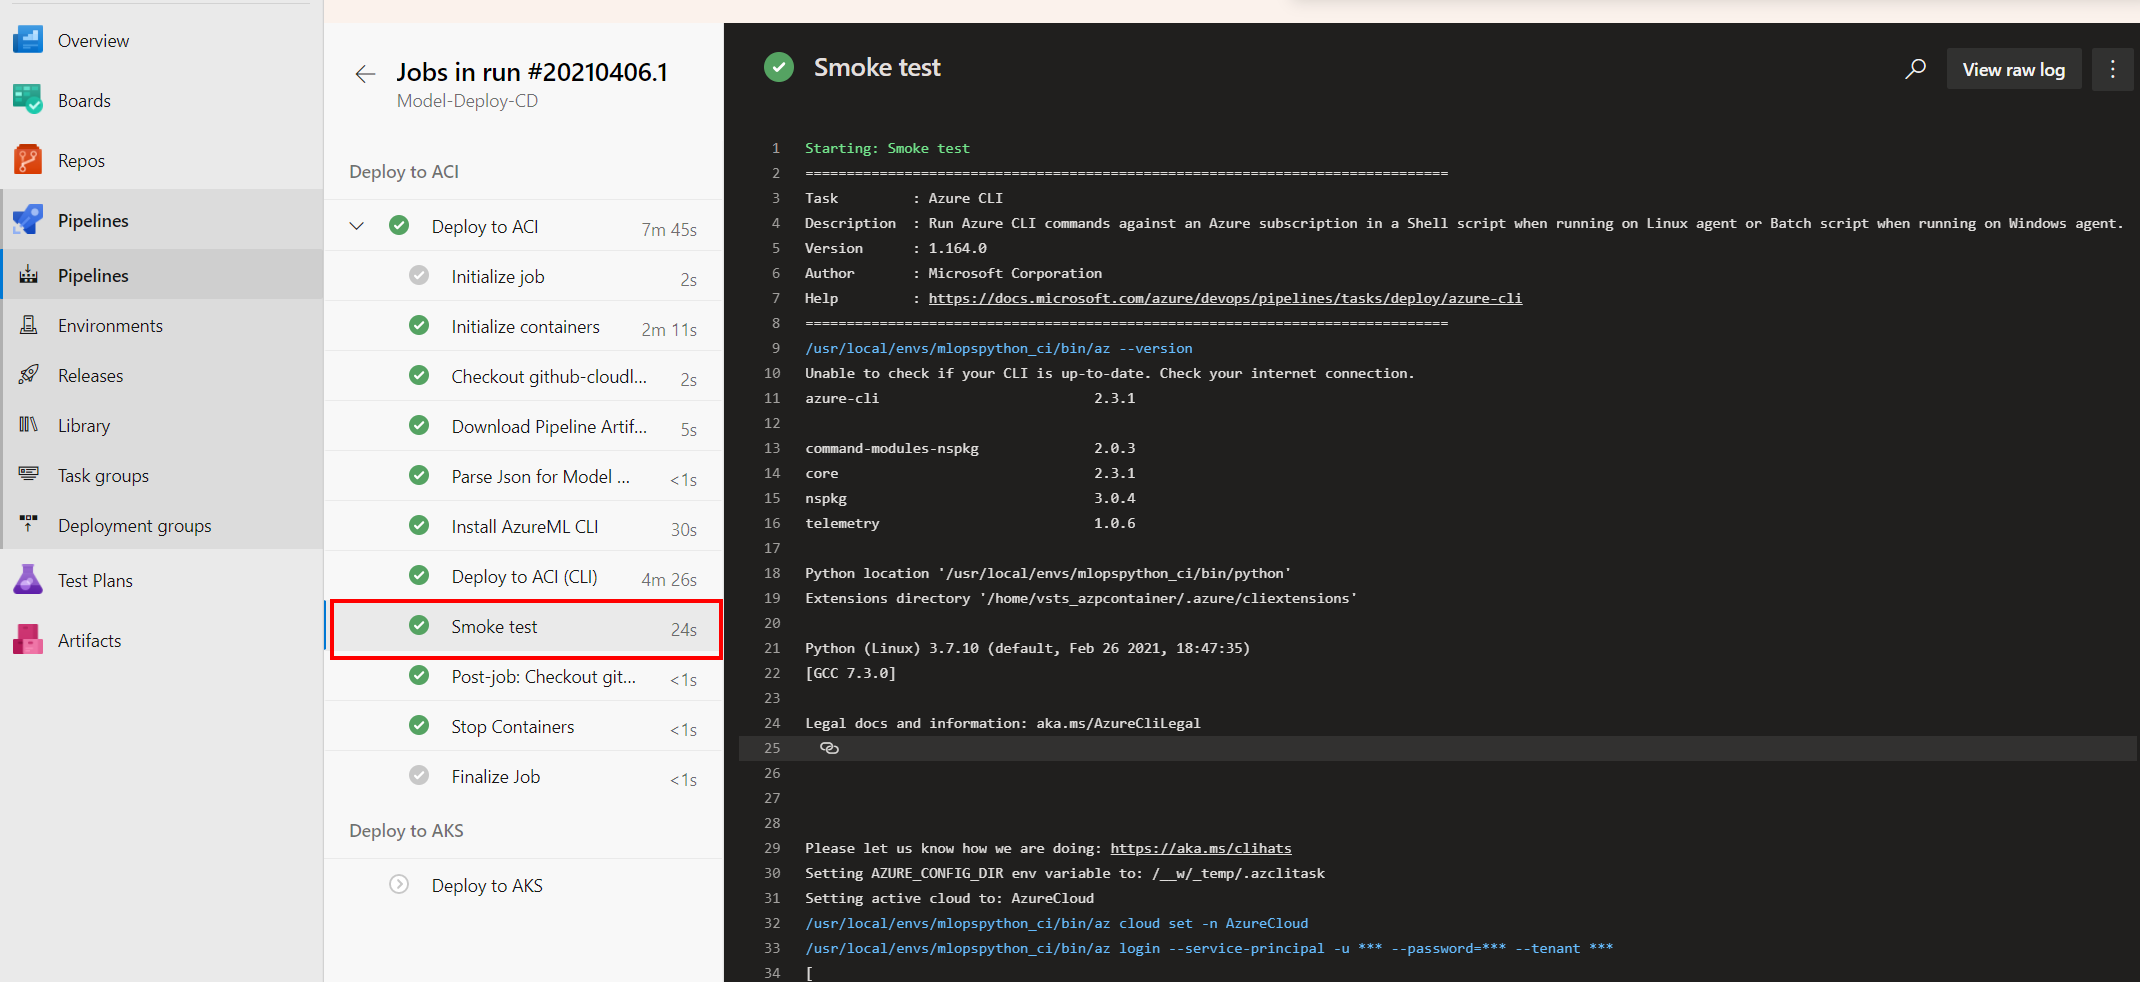 Overview
Boards
Repos
Pipelines
Pipelines
Environments
Releases
Library
Task groups
Deployment groups
Test Plans
Artifacts
Jobs in run #20210406.1
Model-Deploy-CD
Deploy to ACI
Deploy to ACI 7m 45s
Initialize job 2s
Initialize containers 2m 11s
Checkout github-cloudl... 2s
Download Pipeline Artif... 5s
Parse Json for Model ... <1s
Install AzureML CLI 30s
Deploy to ACI (CLI) 4m 26s
Smoke test 24s
Post-job: Checkout git... <1s
Stop Containers <1s
Finalize Job <1s
Deploy to AKS
Deploy to AKS
Smoke test
View raw log
1 Starting: Smoke test
2 ==============================================================================
3 Task : Azure CLI
4 Description : Run Azure CLI commands against an Azure subscription in a Shell script when running on Linux agent or Batch script when running on Windows agent.
5 Version : 1.164.0
6 Author : Microsoft Corporation
7 Help : https://docs.microsoft.com/azure/devops/pipelines/tasks/deploy/azure-cli
8 ==============================================================================
9 /usr/local/envs/mlopspython_ci/bin/az --version
10 Unable to check if your CLI is up-to-date. Check your internet connection.
11 azure-cli 2.3.1
12
13 command-modules-nspkg 2.0.3
14 core 2.3.1
15 nspkg 3.0.4
16 telemetry 1.0.6
17
18 Python location '/usr/local/envs/mlopspython_ci/bin/python'
19 Extensions directory '/home/vsts_azpcontainer/.azure/cliextensions'
20
21 Python (Linux) 3.7.10 (default, Feb 26 2021, 18:47:35)
22 [GCC 7.3.0]
23
24 Legal docs and information: aka.ms/AzureCliLegal
25
26
27
28
29 Please let us know how we are doing: https://aka.ms/clihats
30 Setting AZURE_CONFIG_DIR env variable to: /__w/_temp/.azclitask
31 Setting active cloud to: AzureCloud
32 /usr/local/envs/mlopspython_ci/bin/az cloud set -n AzureCloud
33 /usr/local/envs/mlopspython_ci/bin/az login --service-principal -u *** --password=*** --tenant ***
34 [